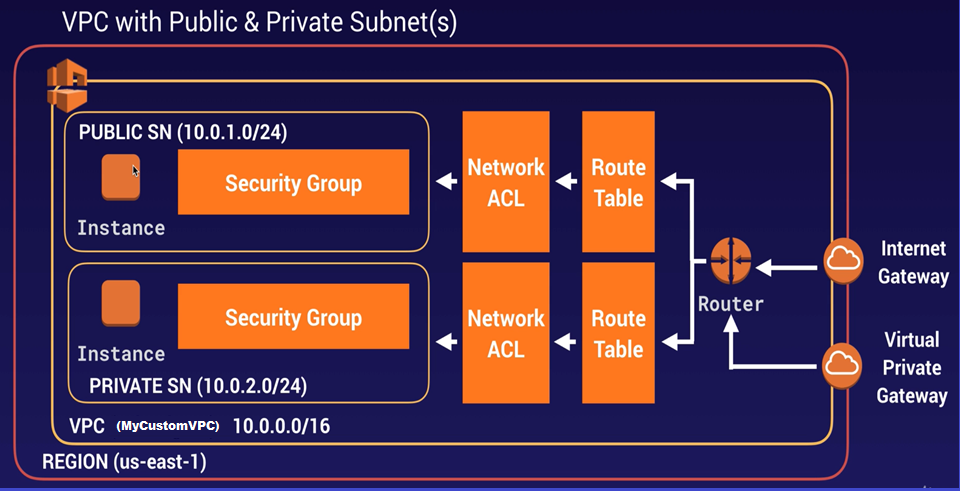 VPC with Public & Private Subnet(s)
PUBLIC SN (10.0.1.0/24)
Instance
Security Group
Network
ACL
Route
Table
Instance
Security Group
PRIVATE SN (10.0.2.0/24)
Network
ACL
Route
Table
Router
Internet
Gateway
Virtual
Private
Gateway
VPC (MyCustomVPC) 10.0.0.0/16
REGION (us-east-1)